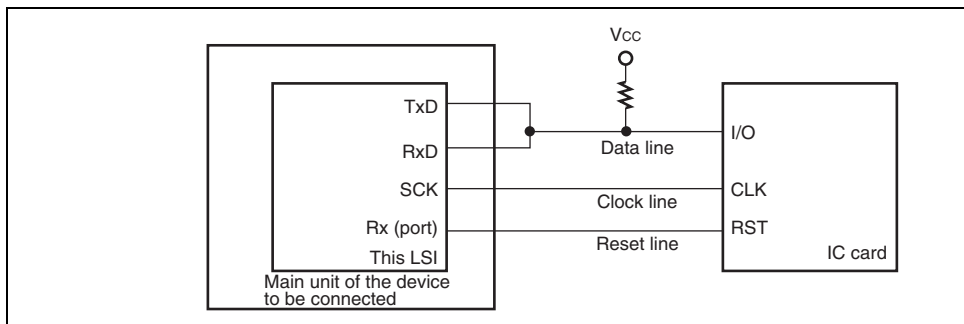 Vcc
TxD
RxD
SCK
Rx (port)
This LSI
Main unit of the device
to be connected
Data line
Clock line
Reset line
I/O
CLK
RST
IC card